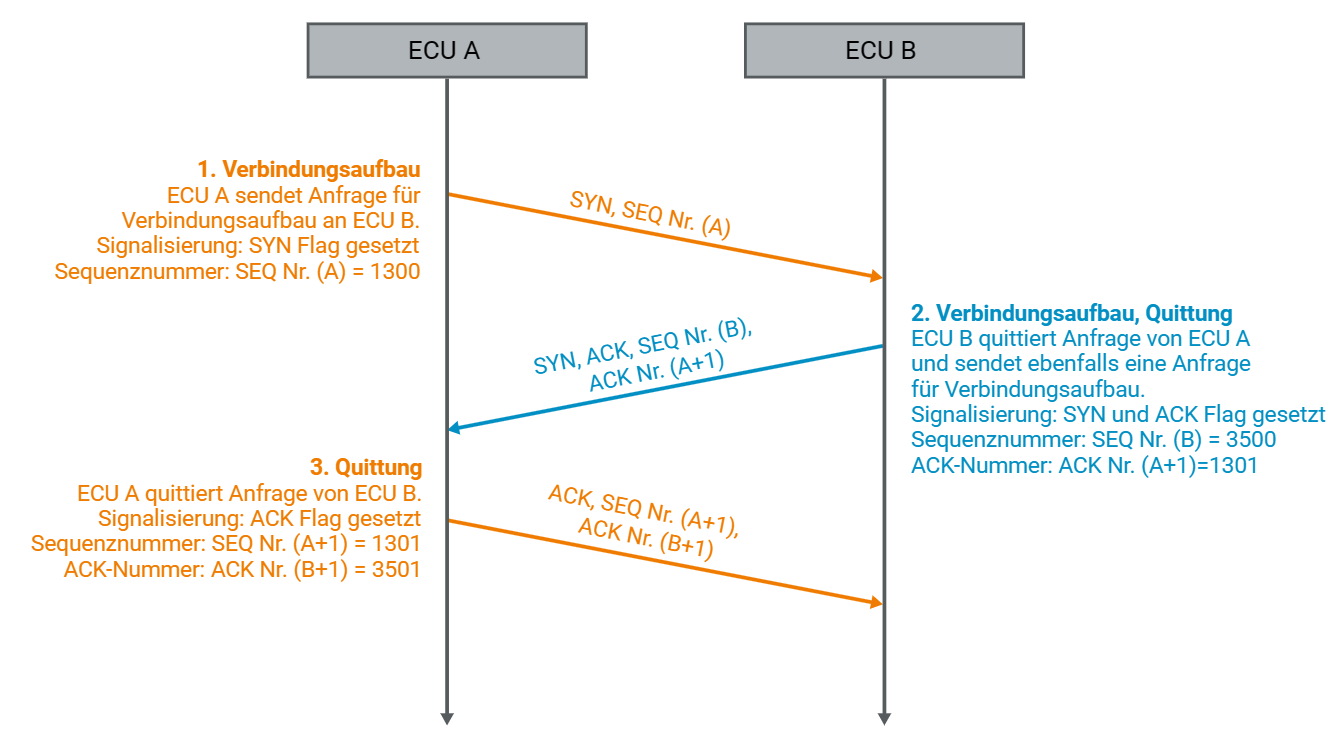 ECU A
ECU B
1. Verbindungsaufbau
ECU A sendet Anfrage für
Verbindungsaufbau an ECU B.
Signalisierung: SYN Flag gesetzt
Sequenznummer: SEQ Nr. (A) = 1300
SYN, SEQ Nr. (A)
2. Verbindungsaufbau, Quittung
ECU B quittiert Anfrage von ECU A
und sendet ebenfalls eine Anfrage
für Verbindungsaufbau.
Signalisierung: SYN und ACK Flag gesetzt
Sequenznummer: SEQ Nr. (B) = 3500
ACK-Nummer: ACK Nr. (A+1)=1301
SYN, ACK, SEQ Nr. (B),
ACK Nr. (A+1)
3. Quittung
ECU A quittiert Anfrage von ECU B.
Signalisierung: ACK Flag gesetzt
Sequenznummer: SEQ Nr. (A+1) = 1301
ACK-Nummer: ACK Nr. (B+1) = 3501
ACK, SEQ Nr. (A+1),
ACK Nr. (B+1)